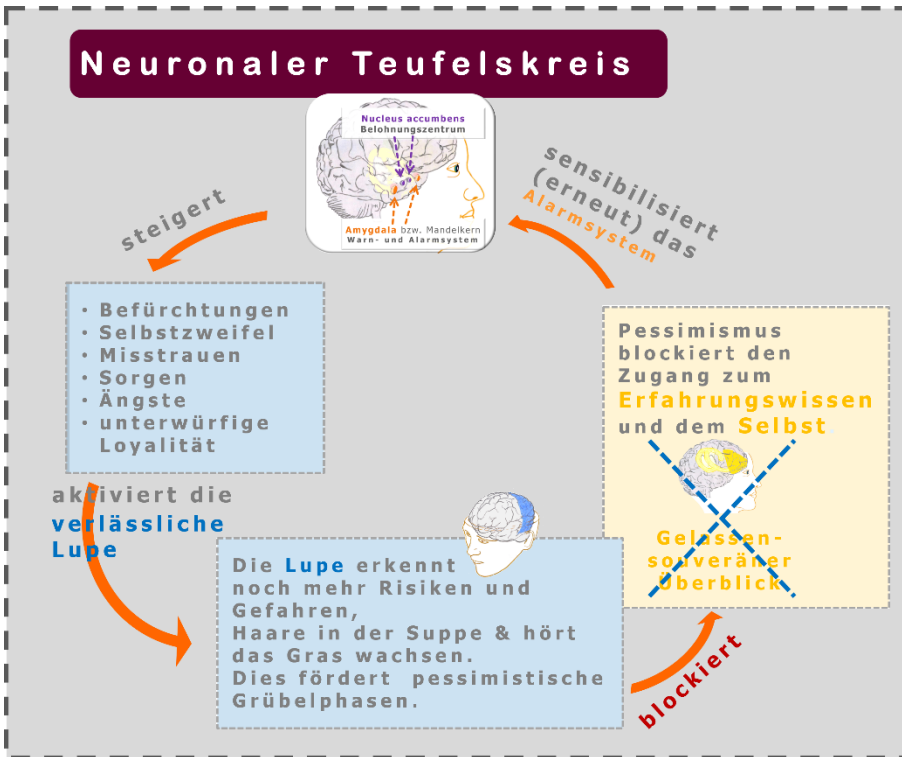 Neuronaler Teufelskreis
Nucleus accumbens
Belohnungszentrum
Amygdala bzw. Mandelkern
Warn- und Alarmsystem
steigert
• Befürchtungen
• Selbstzweifel
• Misstrauen
• Sorgen
• Ängste
• unterwürfige
Loyalität
aktiviert die
verlässliche
Lupe
Die Lupe erkennt
noch mehr Risiken und
Gefahren,
Haare in der Suppe & hört
das Gras wachsen.
Dies fördert pessimistische
Grübelphasen.
blockiert
Pessimismus
blockiert den
Zugang zum
Erfahrungswissen
und dem Selbst
Gelassen-
souveräner
Überblick
sensibilisiert
(erneut) das
Alarmsystem